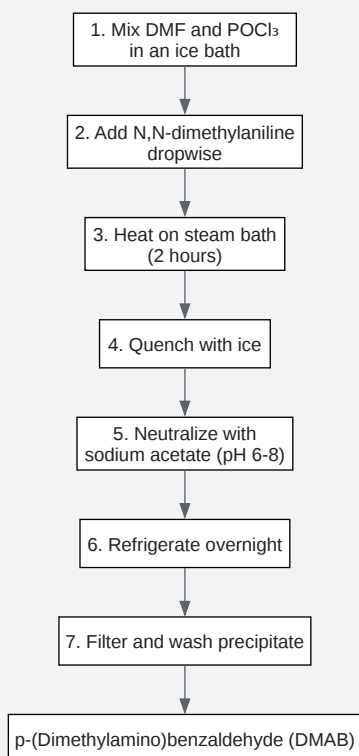 1. Mix DMF and POCl₃
in an ice bath
2. Add N,N-dimethylaniline
dropwise
3. Heat on steam bath
(2 hours)
4. Quench with ice
5. Neutralize with
sodium acetate (pH 6-8)
6. Refrigerate overnight
7. Filter and wash precipitate
p-(Dimethylamino)benzaldehyde (DMAB)